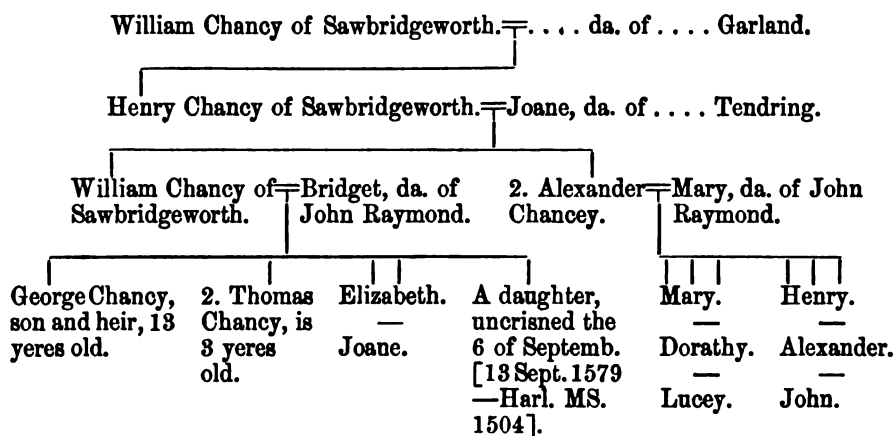 William Chancy of Sawbridgeworth.=. . . . da. of . . . . Garland.
Henry Chancy of Sawbridgeworth.=Joane, da. of . . . . Tendring.
William Chancy of=Bridget, da. of
Sawbridgeworth. John Raymond.
2. Alexander=Mary, da. of John
Chancey. Raymond.
George Chancy,
son and heir, 13
yeres old.
2. Thomas
Chancy, is
3 yeres
old.
Elizabeth.
—
Joane.
A daughter,
uncrisned the
6 of Septemb.
[13 Sept. 1579
—Harl. MS.
1504].
Mary.
—
Dorathy.
—
Lucey.
Henry.
—
Alexander.
—
John.